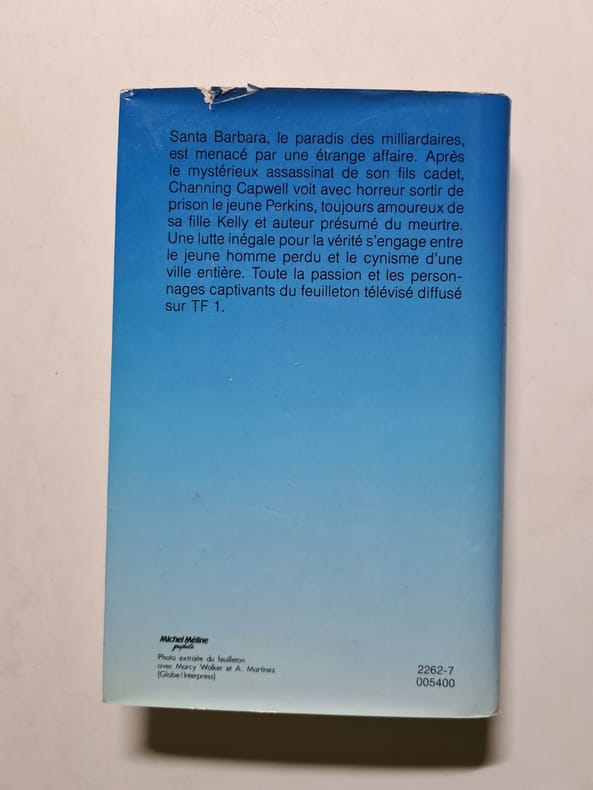 Santa Barbara, le paradis des milliardaires,
est menacé par une étrange affaire. Après
le mystérieux assassinat de son fils cadet,
Channing Capwell voit avec horreur sortir de
prison le jeune Perkins, toujours amoureux de
sa fille Kelly et auteur présumé du meurtre.
Une lutte inégale pour la vérité s'engage entre
le jeune homme perdu et le cynisme d'une
ville entière. Toute la passion et les person-
nages captivants du feuilleton télévisé diffusé
sur TF 1.
Michel Méline
Photo extraite du feuilleton
avec Marcy Walker et A. Martinez
(Globe/Interpress)
2262-7
005400